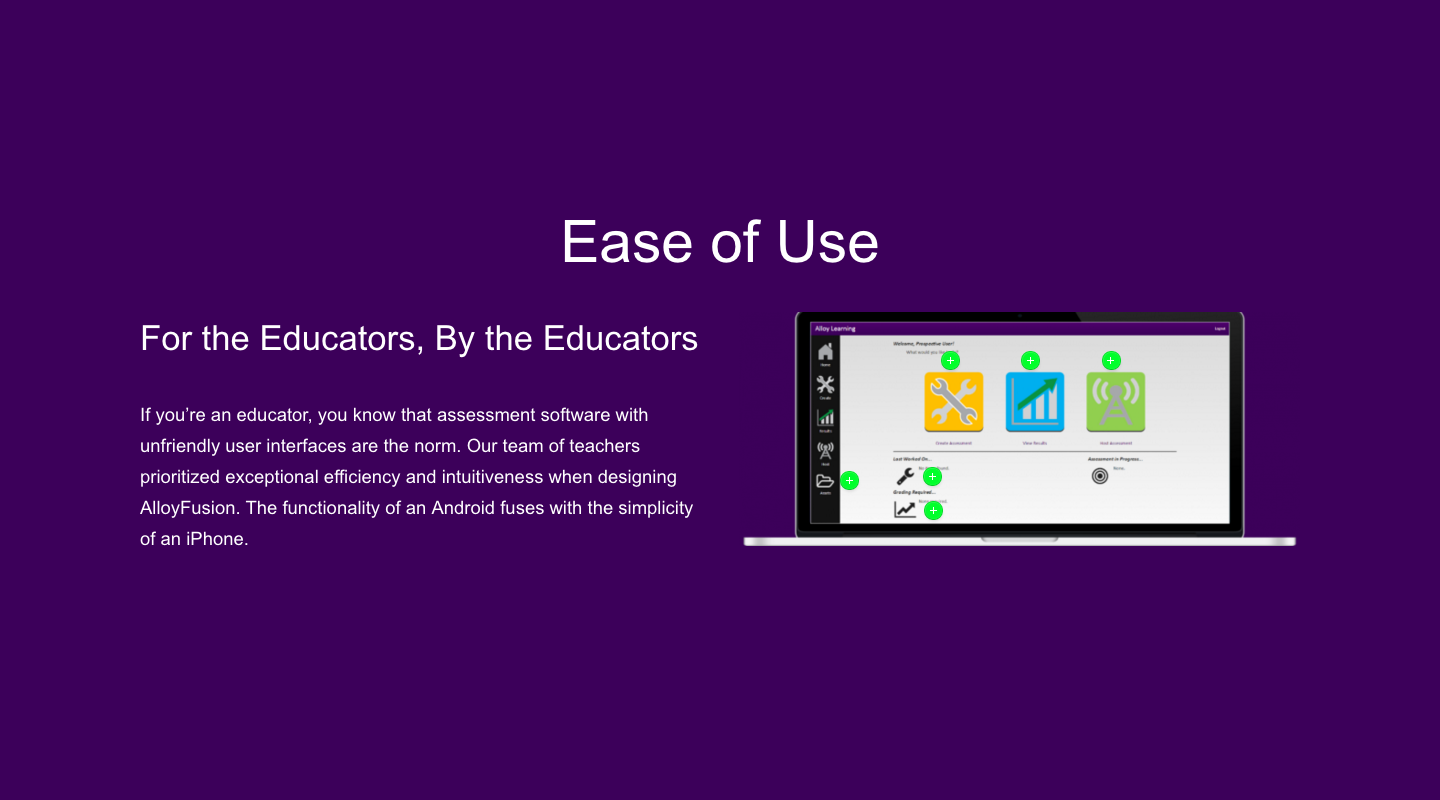 Ease of Use
For the Educators, By the Educators
If you’re an educator, you know that assessment software with
unfriendly user interfaces are the norm. Our team of teachers
prioritized exceptional efficiency and intuitiveness when designing
AlloyFusion. The functionality of an Android fuses with the simplicity
of an iPhone.
Alloy Learning
Logout
Welcome, Prospective User!
What would you
Home
Create
Results
Host
Assets
Create Assessment
View Results
Host Assessment
Last Worked On...
Assessment in Progress...
None.
Grading Required...